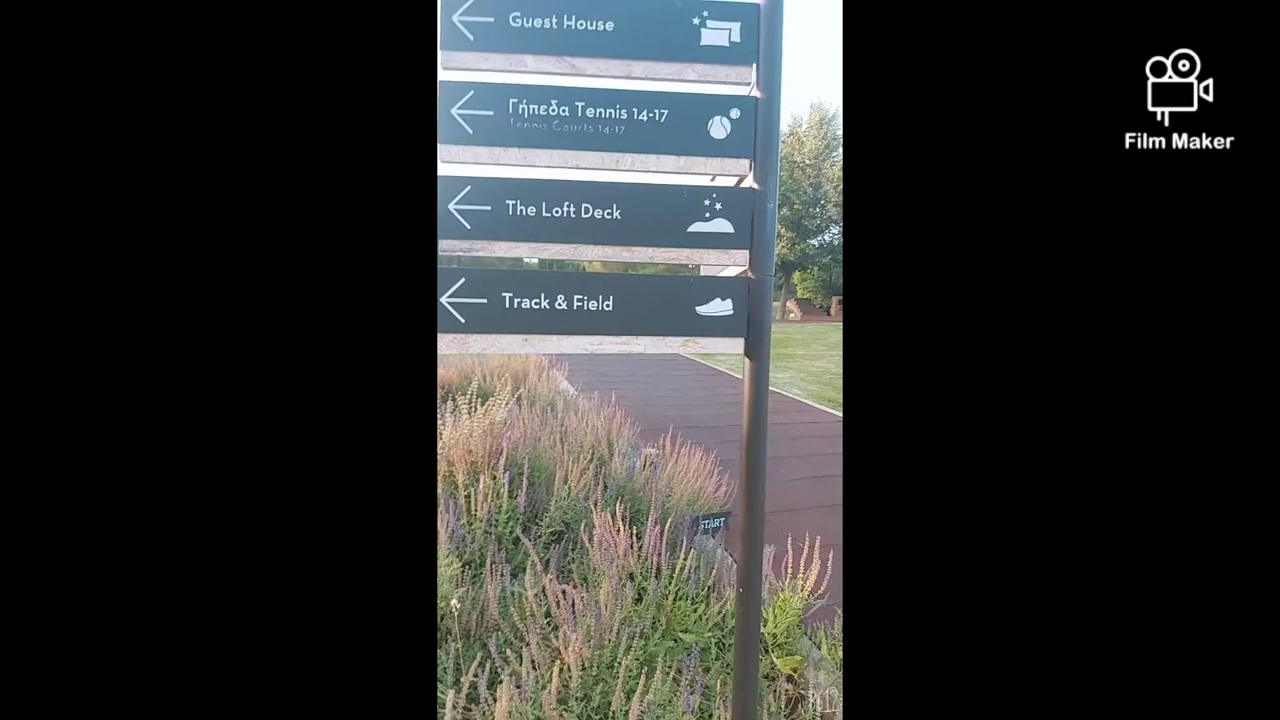 Guest House
Γήπεδα Tennis 14-17
Tennis Courts 14-17
The Loft Deck
Track & Field
START
Film Maker